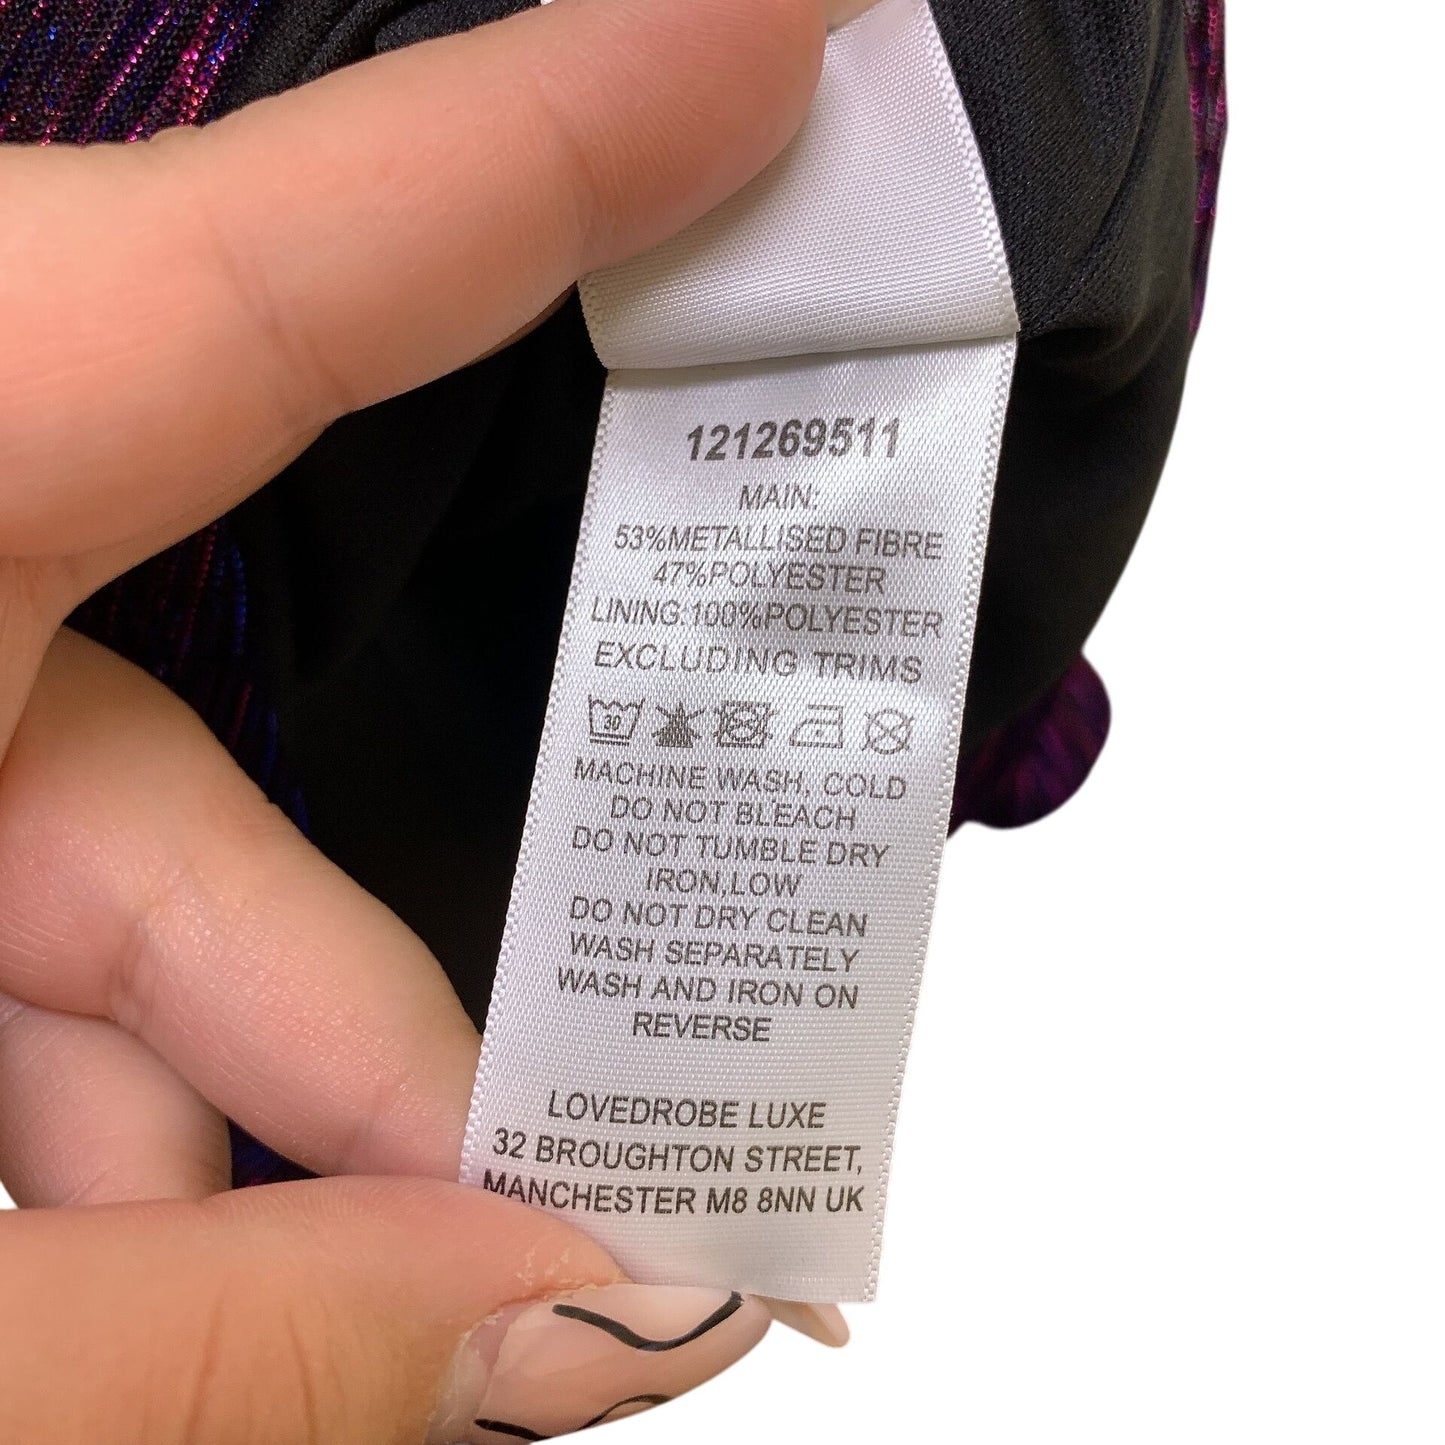 121269511
MAIN:
53%METALLISED FIBRE
47%POLYESTER
LINING:100%POLYESTER
EXCLUDING TRIMS
30
MACHINE WASH, COLD
DO NOT BLEACH
DO NOT TUMBLE DRY
IRON,LOW
DO NOT DRY CLEAN
WASH SEPARATELY
WASH AND IRON ON
REVERSE
LOVEDROBE LUXE
32 BROUGHTON STREET,
MANCHESTER M8 8NN UK